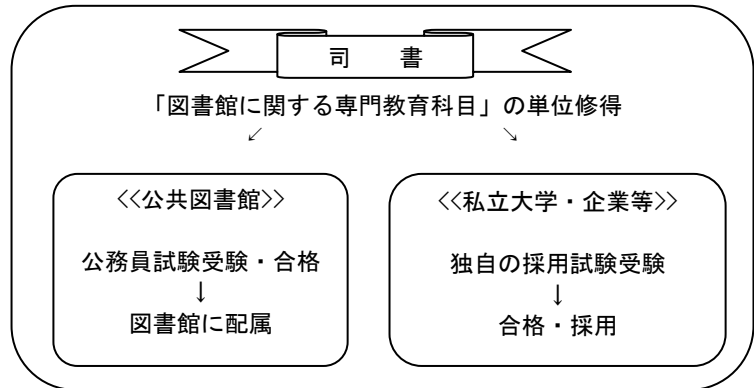 司　書
「図書館に関する専門教育科目」の単位修得
↙　↘
<<公共図書館>>
公務員試験受験・合格
↓
図書館に配属
<<私立大学・企業等>>
独自の採用試験受験
↓
合格・採用